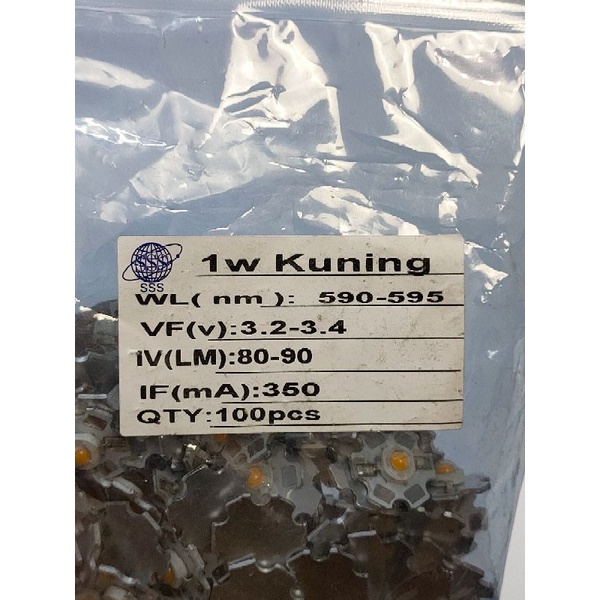 SSS
SSS
1w Kuning
WL( nm ): 590-595
VF(v):3.2-3.4
IV(LM):80-90
IF(mA):350
QTY:100pcs